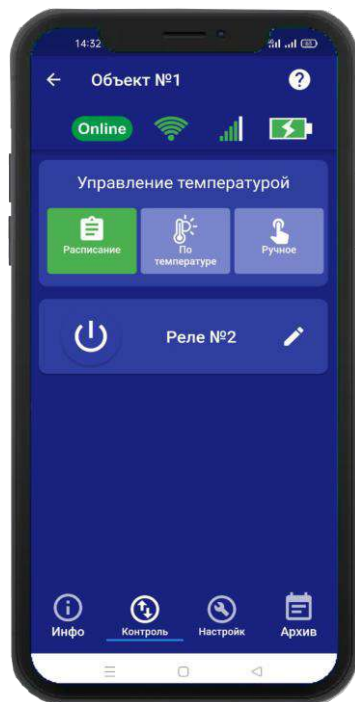 14:32
Объект №1
?
Online
Управление температурой
Расписание
По
температуре
Ручное
Реле №2
Инфо
Контроль
Настройк
Архив